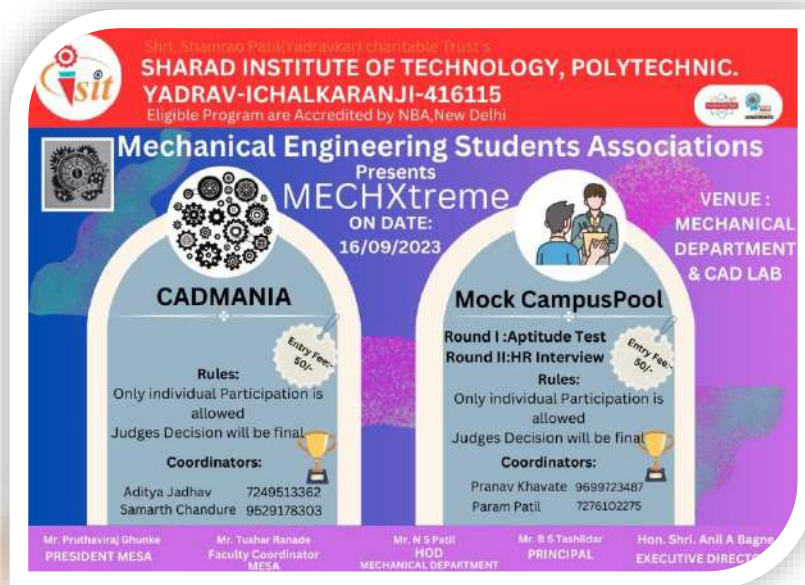 Shri. Shamrao Patil(Yadravkar) charitable Trust's
SHARAD INSTITUTE OF TECHNOLOGY, POLYTECHNIC.
YADRAV-ICHALKARANJI-416115
Eligible Program are Accredited by NBA,New Delhi
sit
Mechanical Engineering Students Associations
Presents
MECHXtreme
ON DATE:
16/09/2023
VENUE :
MECHANICAL
DEPARTMENT
& CAD LAB
CADMANIA
Entry Fee:-
50/-
Rules:
Only individual Participation is
allowed
Judges Decision will be final
Coordinators:
Aditya Jadhav 7249513362
Samarth Chandure 9529178303
Mock CampusPool
Round I :Aptitude Test
Round II:HR Interview
Entry Fee:-
50/-
Rules:
Only individual Participation is
allowed
Judges Decision will be final
Coordinators:
Pranav Khavate 9699723487
Param Patil 7276102275
Mr. Pruthaviraj Ghunke
PRESIDENT MESA
Mr. Tushar Ranade
Faculty Coordinator
MESA
Mr. N S Patil
HOD
MECHANICAL DEPARTMENT
Mr. B S Tashildar
PRINCIPAL
Hon. Shri. Anil A Bagne
EXECUTIVE DIRECTO